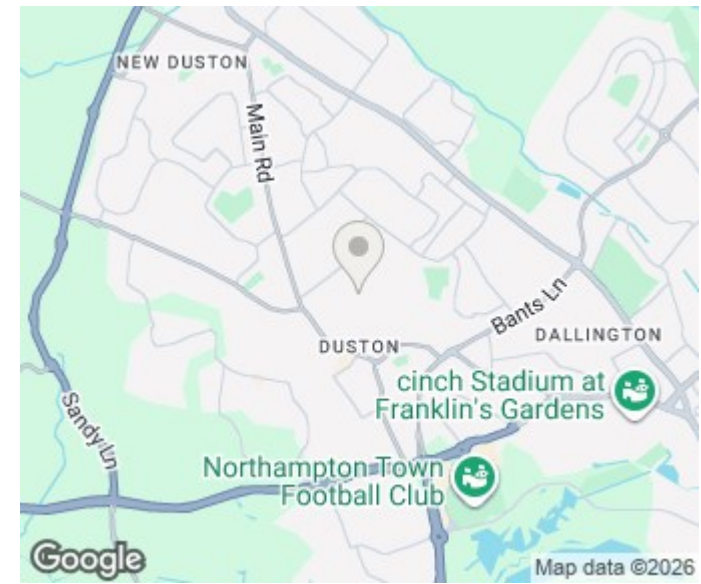 NEW DUSTON
Main Rd
Bants Ln
DUSTON
DALLINGTON
cinch Stadium at
Franklin's Gardens
Sandy Ln
Northampton Town
Football Club
Google
Map data ©2026